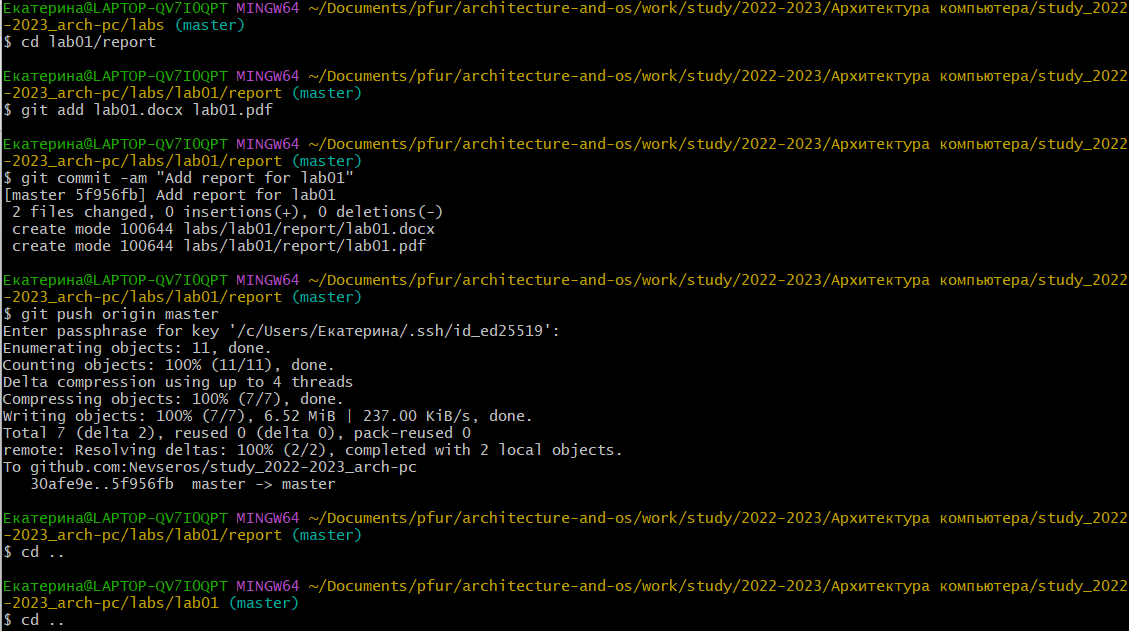 Екатерина@LAPTOP-QV7I0QPT MINGW64 ~/Documents/pfur/architecture-and-os/work/study/2022-2023/Архитектура компьютера/study_2022
-2023_arch-pc/labs (master)
$ cd lab01/report
Екатерина@LAPTOP-QV7I0QPT MINGW64 ~/Documents/pfur/architecture-and-os/work/study/2022-2023/Архитектура компьютера/study_2022
-2023_arch-pc/labs/lab01/report (master)
$ git add lab01.docx lab01.pdf
Екатерина@LAPTOP-QV7I0QPT MINGW64 ~/Documents/pfur/architecture-and-os/work/study/2022-2023/Архитектура компьютера/study_2022
-2023_arch-pc/labs/lab01/report (master)
$ git commit -am "Add report for lab01"
[master 5f956fb] Add report for lab01
 2 files changed, 0 insertions(+), 0 deletions(-)
 create mode 100644 labs/lab01/report/lab01.docx
 create mode 100644 labs/lab01/report/lab01.pdf
Екатерина@LAPTOP-QV7I0QPT MINGW64 ~/Documents/pfur/architecture-and-os/work/study/2022-2023/Архитектура компьютера/study_2022
-2023_arch-pc/labs/lab01/report (master)
$ git push origin master
Enter passphrase for key '/c/Users/Екатерина/.ssh/id_ed25519':
Enumerating objects: 11, done.
Counting objects: 100% (11/11), done.
Delta compression using up to 4 threads
Compressing objects: 100% (7/7), done.
Writing objects: 100% (7/7), 6.52 MiB | 237.00 KiB/s, done.
Total 7 (delta 2), reused 0 (delta 0), pack-reused 0
remote: Resolving deltas: 100% (2/2), completed with 2 local objects.
To github.com:Nevseros/study_2022-2023_arch-pc
   30afe9e..5f956fb  master -> master
Екатерина@LAPTOP-QV7I0QPT MINGW64 ~/Documents/pfur/architecture-and-os/work/study/2022-2023/Архитектура компьютера/study_2022
-2023_arch-pc/labs/lab01/report (master)
$ cd ..
Екатерина@LAPTOP-QV7I0QPT MINGW64 ~/Documents/pfur/architecture-and-os/work/study/2022-2023/Архитектура компьютера/study_2022
-2023_arch-pc/labs/lab01 (master)
$ cd ..